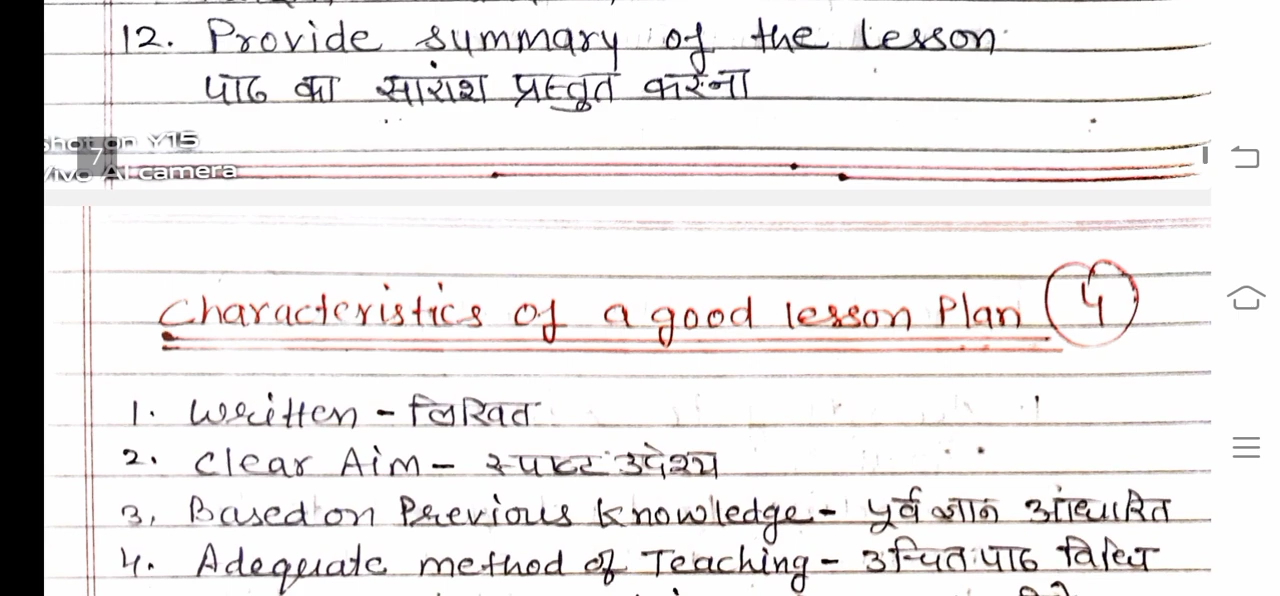 12. Provide summary of the lesson
पाठ का सारांश प्रस्तुत करना
shot on Y15
7
vivo AI camera
Characteristics of a good lesson Plan 4
1. Written - लिखित
2. Clear Aim - स्पष्ट उदेश्य
3, Based on Previous knowledge - पूर्व ज्ञान आधारित
4. Adequate method of Teaching - उचित पाठ विधि